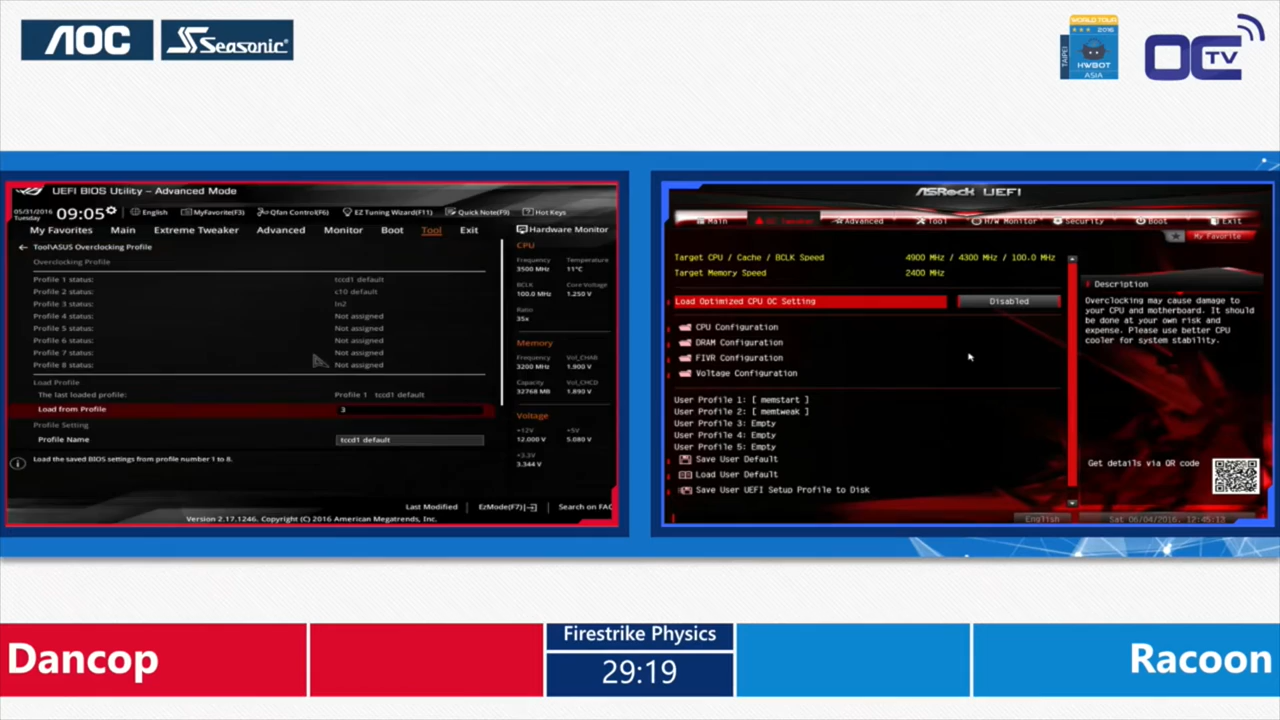 AOC
Seasonic
WORLD TOUR
2016
TAIPEI
HWBOT
ASIA
OC
TV
UEFI BIOS Utility – Advanced Mode
05/31/2016
Tuesday
09:05
English
MyFavorite(F3)
Qfan Control(F6)
EZ Tuning Wizard(F11)
Quick Note(F9)
Hot Keys
My Favorites
Main
Extreme Tweaker
Advanced
Monitor
Boot
Tool
Exit
Hardware Monitor
Tool\ASUS Overclocking Profile
Overclocking Profile
Profile 1 status: tccd1 default
Profile 2 status: c10 default
Profile 3 status: ln2
Profile 4 status: Not assigned
Profile 5 status: Not assigned
Profile 6 status: Not assigned
Profile 7 status: Not assigned
Profile 8 status: Not assigned
Load Profile
The last loaded profile: Profile 1 tccd1 default
Load from Profile 3
Profile Setting
Profile Name tccd1 default
Load the saved BIOS settings from profile number 1 to 8.
CPU
Frequency Temperature
3500 MHz 11°C
BCLK Core Voltage
100.0 MHz 1.250 V
Ratio
35x
Memory
Frequency Vol_CHAB
3200 MHz 1.900 V
Capacity Vol_CHCD
32768 MB 1.890 V
Voltage
+12V +5V
12.000 V 5.080 V
+3.3V
3.344 V
Last Modified
EzMode(F7)
Search on FAQ
Version 2.17.1246. Copyright (C) 2016 American Megatrends, Inc.
ASRock UEFI
Main
OC Tweaker
Advanced
Tool
H/W Monitor
Security
Boot
Exit
My Favorite
Target CPU / Cache / BCLK Speed 4900 MHz / 4300 MHz / 100.0 MHz
Target Memory Speed 2400 MHz
Load Optimized CPU OC Setting Disabled
CPU Configuration
DRAM Configuration
FIVR Configuration
Voltage Configuration
User Profile 1: [ memstart ]
User Profile 2: [ memtweak ]
User Profile 3: Empty
User Profile 4: Empty
User Profile 5: Empty
Save User Default
Load User Default
Save User UEFI Setup Profile to Disk
Description
Overclocking may cause damage to
your CPU and motherboard. It should
be done at your own risk and
expense. Please use better CPU
cooler for system stability.
Get details via QR code
English
Sat 06/04/2016, 12:45:13
Dancop
Firestrike Physics
29:19
Racoon